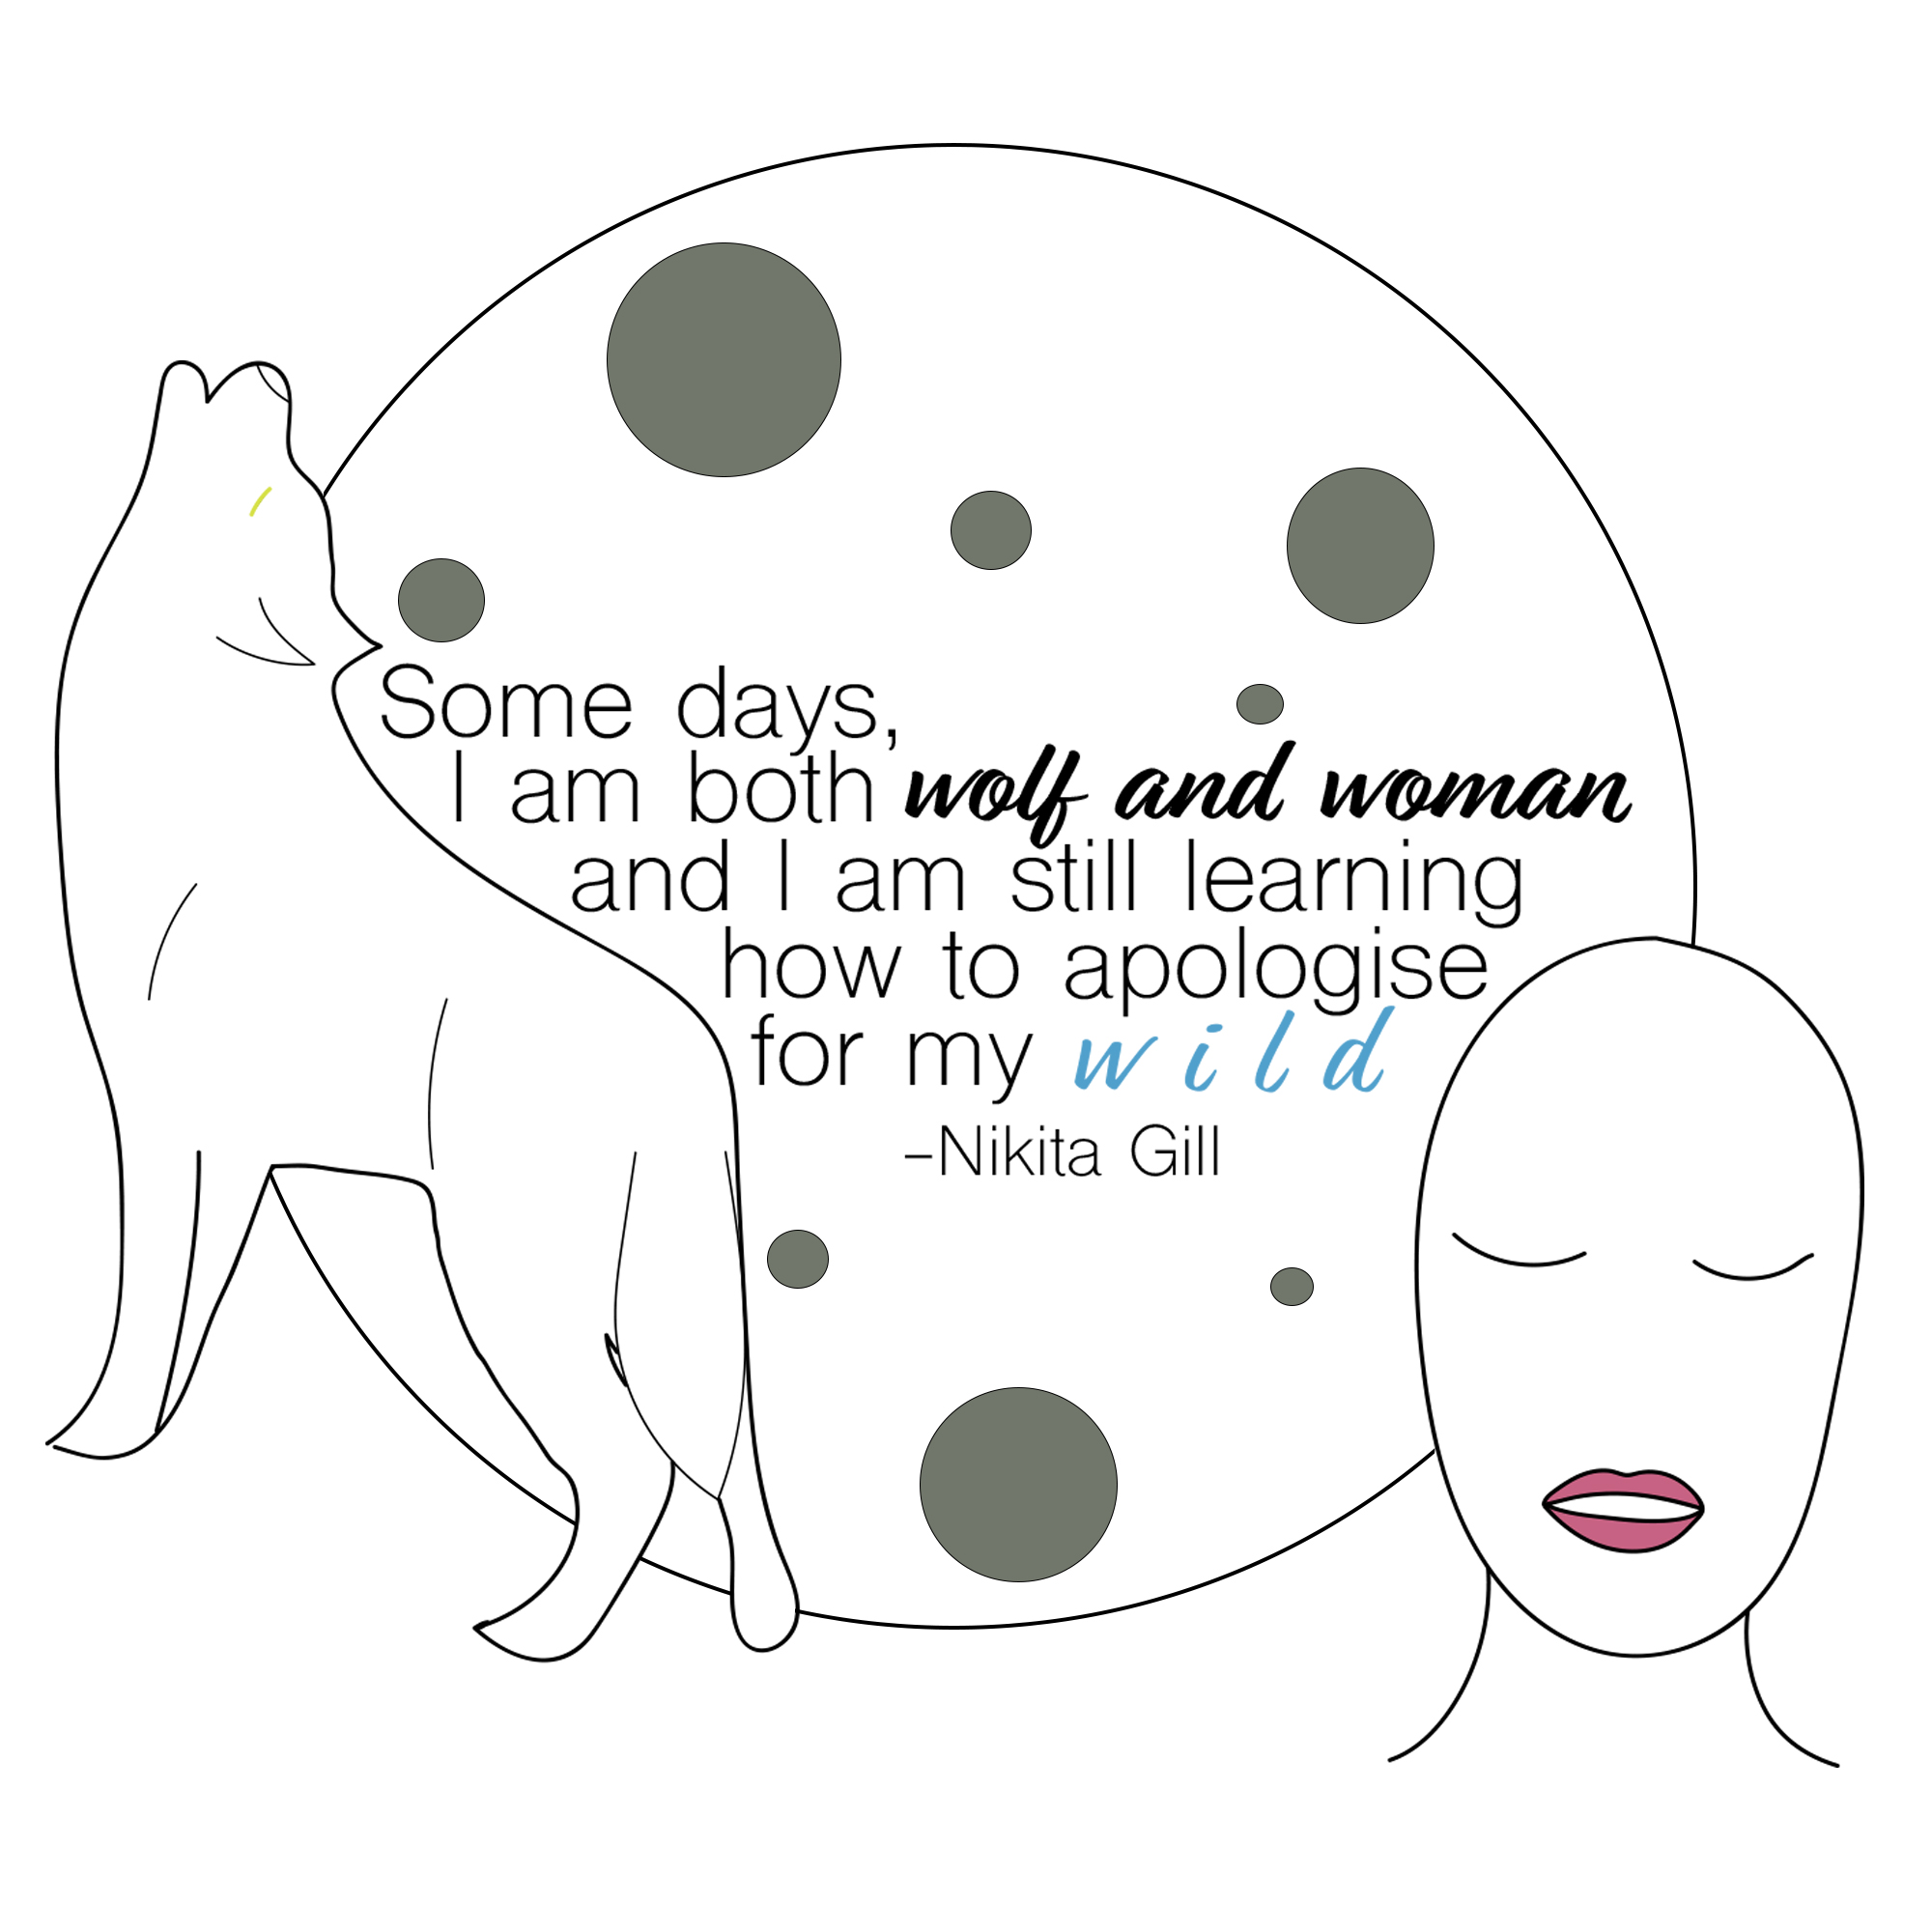 Some days,
I am both wolf and woman
and I am still learning
how to apologise
for my wild
–Nikita Gill